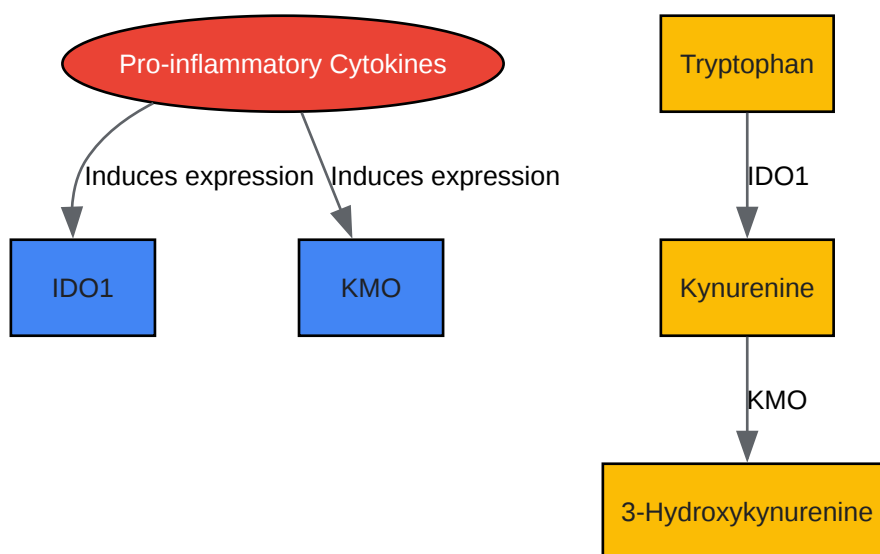 Pro-inflammatory Cytokines
Tryptophan
Induces expression
Induces expression
IDO1
IDO1
KMO
Kynurenine
KMO
3-Hydroxykynurenine